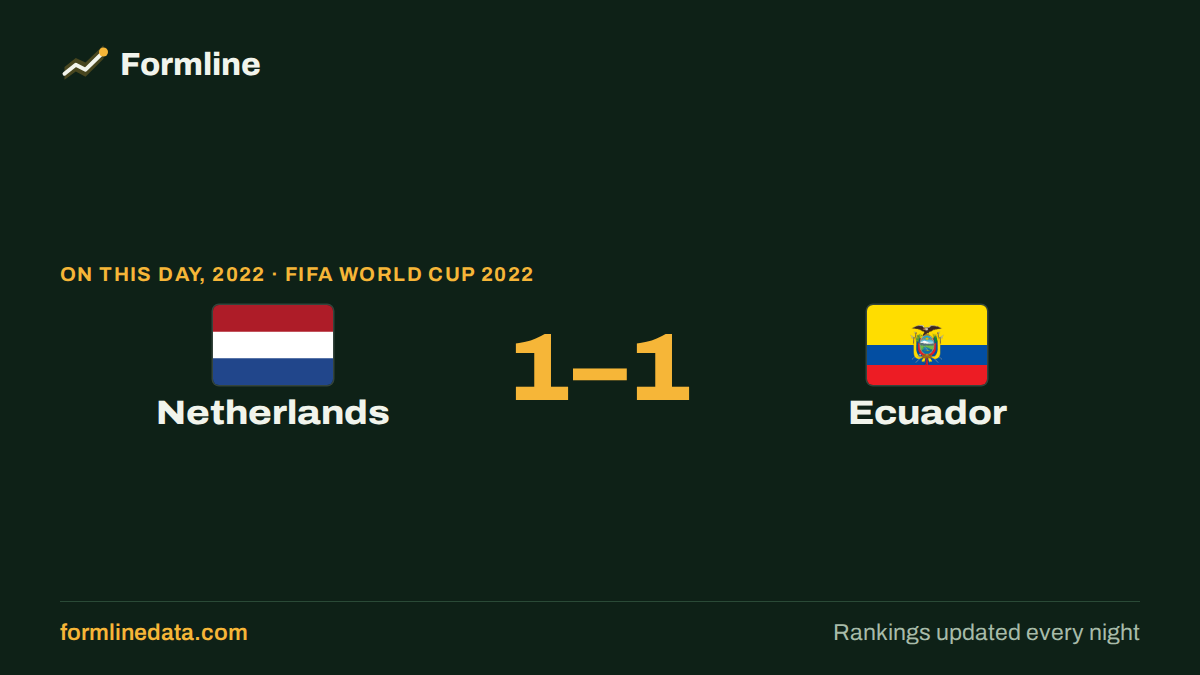 Formline
ON THIS DAY, 2022 · FIFA WORLD CUP 2022
1–1
Netherlands
Ecuador
formlinedata.com
Rankings updated every night